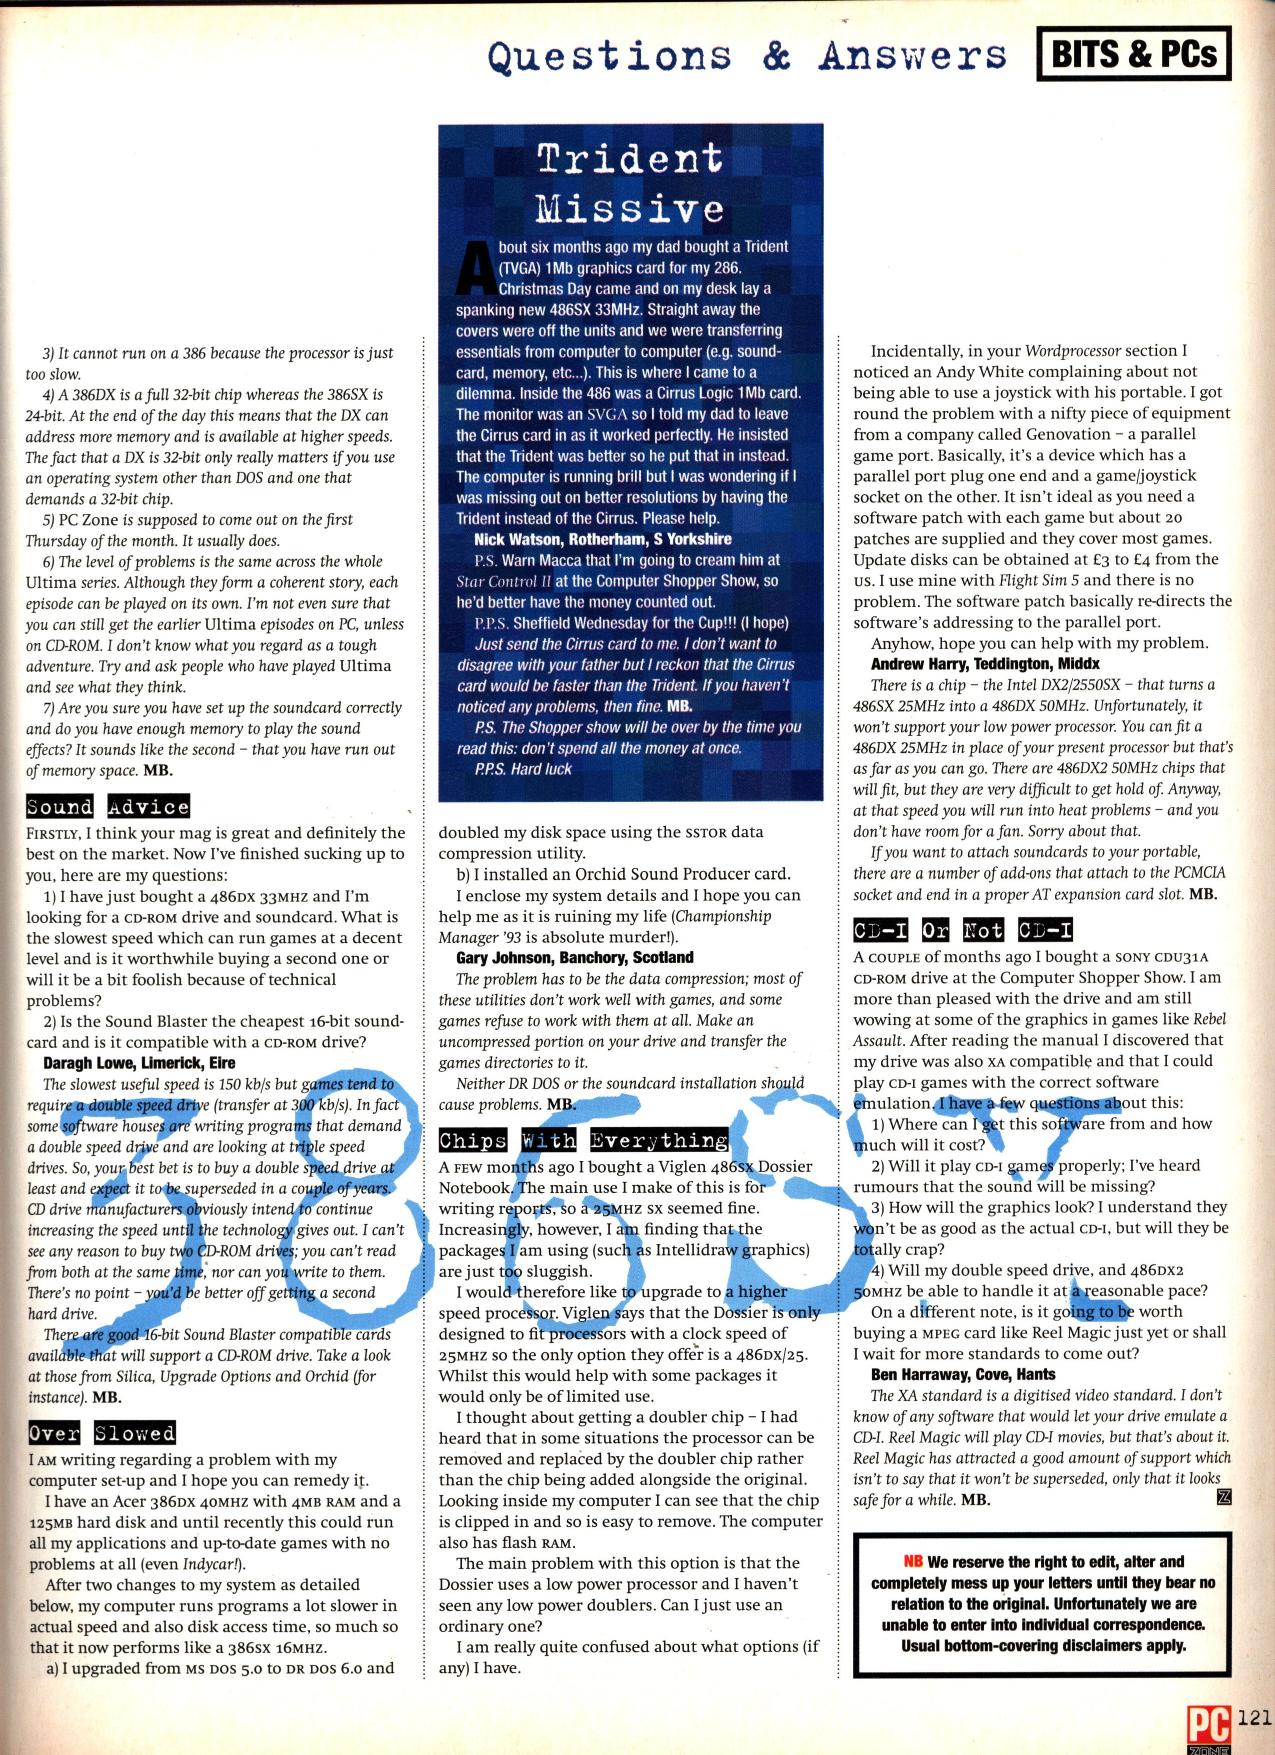 Questions & Answers BITS & PCs
3) It cannot run on a 386 because the processor is just
too slow.
4) A 386DX is a full 32-bit chip whereas the 386SX is
24-bit. At the end of the day this means that the DX can
address more memory and is available at higher speeds.
The fact that a DX is 32-bit only really matters if you use
an operating system other than DOS and one that
demands a 32-bit chip.
5) PC Zone is supposed to come out on the first
Thursday of the month. It usually does.
6) The level of problems is the same across the whole
Ultima series. Although they form a coherent story, each
episode can be played on its own. I'm not even sure that
you can still get the earlier Ultima episodes on PC, unless
on CD-ROM. I don't know what you regard as a tough
adventure. Try and ask people who have played Ultima
and see what they think.
7) Are you sure you have set up the soundcard correctly
and do you have enough memory to play the sound
effects? It sounds like the second – that you have run out
of memory space. MB.
Sound Advice
FIRSTLY, I think your mag is great and definitely the
best on the market. Now I've finished sucking up to
you, here are my questions:
1) I have just bought a 486DX 33MHZ and I'm
looking for a CD-ROM drive and soundcard. What is
the slowest speed which can run games at a decent
level and is it worthwhile buying a second one or
will it be a bit foolish because of technical
problems?
2) Is the Sound Blaster the cheapest 16-bit sound-
card and is it compatible with a CD-ROM drive?
Daragh Lowe, Limerick, Eire
The slowest useful speed is 150 kb/s but games tend to
require a double speed drive (transfer at 300 kb/s). In fact
some software houses are writing programs that demand
a double speed drive and are looking at triple speed
drives. So, your best bet is to buy a double speed drive at
least and expect it to be superseded in a couple of years.
CD drive manufacturers obviously intend to continue
increasing the speed until the technology gives out. I can't
see any reason to buy two CD-ROM drives; you can't read
from both at the same time, nor can you write to them.
There's no point – you'd be better off getting a second
hard drive.
There are good 16-bit Sound Blaster compatible cards
available that will support a CD-ROM drive. Take a look
at those from Silica, Upgrade Options and Orchid (for
instance). MB.
Over Slowed
I AM writing regarding a problem with my
computer set-up and I hope you can remedy it.
I have an Acer 386DX 40MHZ with 4MB RAM and a
125MB hard disk and until recently this could run
all my applications and up-to-date games with no
problems at all (even Indycar!).
After two changes to my system as detailed
below, my computer runs programs a lot slower in
actual speed and also disk access time, so much so
that it now performs like a 386SX 16MHZ.
a) I upgraded from MS DOS 5.0 to DR DOS 6.0 and
Trident
Missive
About six months ago my dad bought a Trident
(TVGA) 1Mb graphics card for my 286.
Christmas Day came and on my desk lay a
spanking new 486SX 33MHz. Straight away the
covers were off the units and we were transferring
essentials from computer to computer (e.g. sound-
card, memory, etc...). This is where I came to a
dilemma. Inside the 486 was a Cirrus Logic 1Mb card.
The monitor was an SVGA so I told my dad to leave
the Cirrus card in as it worked perfectly. He insisted
that the Trident was better so he put that in instead.
The computer is running brill but I was wondering if I
was missing out on better resolutions by having the
Trident instead of the Cirrus. Please help.
Nick Watson, Rotherham, S Yorkshire
P.S. Warn Macca that I'm going to cream him at
Star Control II at the Computer Shopper Show, so
he'd better have the money counted out.
P.P.S. Sheffield Wednesday for the Cup!!! (I hope)
Just send the Cirrus card to me. I don't want to
disagree with your father but I reckon that the Cirrus
card would be faster than the Trident. If you haven't
noticed any problems, then fine. MB.
P.S. The Shopper show will be over by the time you
read this: don't spend all the money at once.
P.P.S. Hard luck
doubled my disk space using the SSTOR data
compression utility.
b) I installed an Orchid Sound Producer card.
I enclose my system details and I hope you can
help me as it is ruining my life (Championship
Manager '93 is absolute murder!).
Gary Johnson, Banchory, Scotland
The problem has to be the data compression; most of
these utilities don't work well with games, and some
games refuse to work with them at all. Make an
uncompressed portion on your drive and transfer the
games directories to it.
Neither DR DOS or the soundcard installation should
cause problems. MB.
Chips With Everything
A FEW months ago I bought a Viglen 486SX Dossier
Notebook. The main use I make of this is for
writing reports, so a 25MHZ SX seemed fine.
Increasingly, however, I am finding that the
packages I am using (such as Intellidraw graphics)
are just too sluggish.
I would therefore like to upgrade to a higher
speed processor. Viglen says that the Dossier is only
designed to fit processors with a clock speed of
25MHZ so the only option they offer is a 486DX/25.
Whilst this would help with some packages it
would only be of limited use.
I thought about getting a doubler chip – I had
heard that in some situations the processor can be
removed and replaced by the doubler chip rather
than the chip being added alongside the original.
Looking inside my computer I can see that the chip
is clipped in and so is easy to remove. The computer
also has flash RAM.
The main problem with this option is that the
Dossier uses a low power processor and I haven't
seen any low power doublers. Can I just use an
ordinary one?
I am really quite confused about what options (if
any) I have.
Incidentally, in your Wordprocessor section I
noticed an Andy White complaining about not
being able to use a joystick with his portable. I got
round the problem with a nifty piece of equipment
from a company called Genovation – a parallel
game port. Basically, it's a device which has a
parallel port plug one end and a game/joystick
socket on the other. It isn't ideal as you need a
software patch with each game but about 20
patches are supplied and they cover most games.
Update disks can be obtained at £3 to £4 from the
US. I use mine with Flight Sim 5 and there is no
problem. The software patch basically re-directs the
software's addressing to the parallel port.
Anyhow, hope you can help with my problem.
Andrew Harry, Teddington, Middx
There is a chip – the Intel DX2/2550SX – that turns a
486SX 25MHz into a 486DX 50MHz. Unfortunately, it
won't support your low power processor. You can fit a
486DX 25MHz in place of your present processor but that's
as far as you can go. There are 486DX2 50MHz chips that
will fit, but they are very difficult to get hold of. Anyway,
at that speed you will run into heat problems – and you
don't have room for a fan. Sorry about that.
If you want to attach soundcards to your portable,
there are a number of add-ons that attach to the PCMCIA
socket and end in a proper AT expansion card slot. MB.
CD-I Or Not CD-I
A COUPLE of months ago I bought a SONY CDU31A
CD-ROM drive at the Computer Shopper Show. I am
more than pleased with the drive and am still
wowing at some of the graphics in games like Rebel
Assault. After reading the manual I discovered that
my drive was also XA compatible and that I could
play CD-I games with the correct software
emulation. I have a few questions about this:
1) Where can I get this software from and how
much will it cost?
2) Will it play CD-I games properly; I've heard
rumours that the sound will be missing?
3) How will the graphics look? I understand they
won't be as good as the actual CD-I, but will they be
totally crap?
4) Will my double speed drive, and 486DX2
50MHZ be able to handle it at a reasonable pace?
On a different note, is it going to be worth
buying a MPEG card like Reel Magic just yet or shall
I wait for more standards to come out?
Ben Harraway, Cove, Hants
The XA standard is a digitised video standard. I don't
know of any software that would let your drive emulate a
CD-I. Reel Magic will play CD-I movies, but that's about it.
Reel Magic has attracted a good amount of support which
isn't to say that it won't be superseded, only that it looks
safe for a while. MB. Z
NB We reserve the right to edit, alter and
completely mess up your letters until they bear no
relation to the original. Unfortunately we are
unable to enter into individual correspondence.
Usual bottom-covering disclaimers apply.
PC 121
ZONE